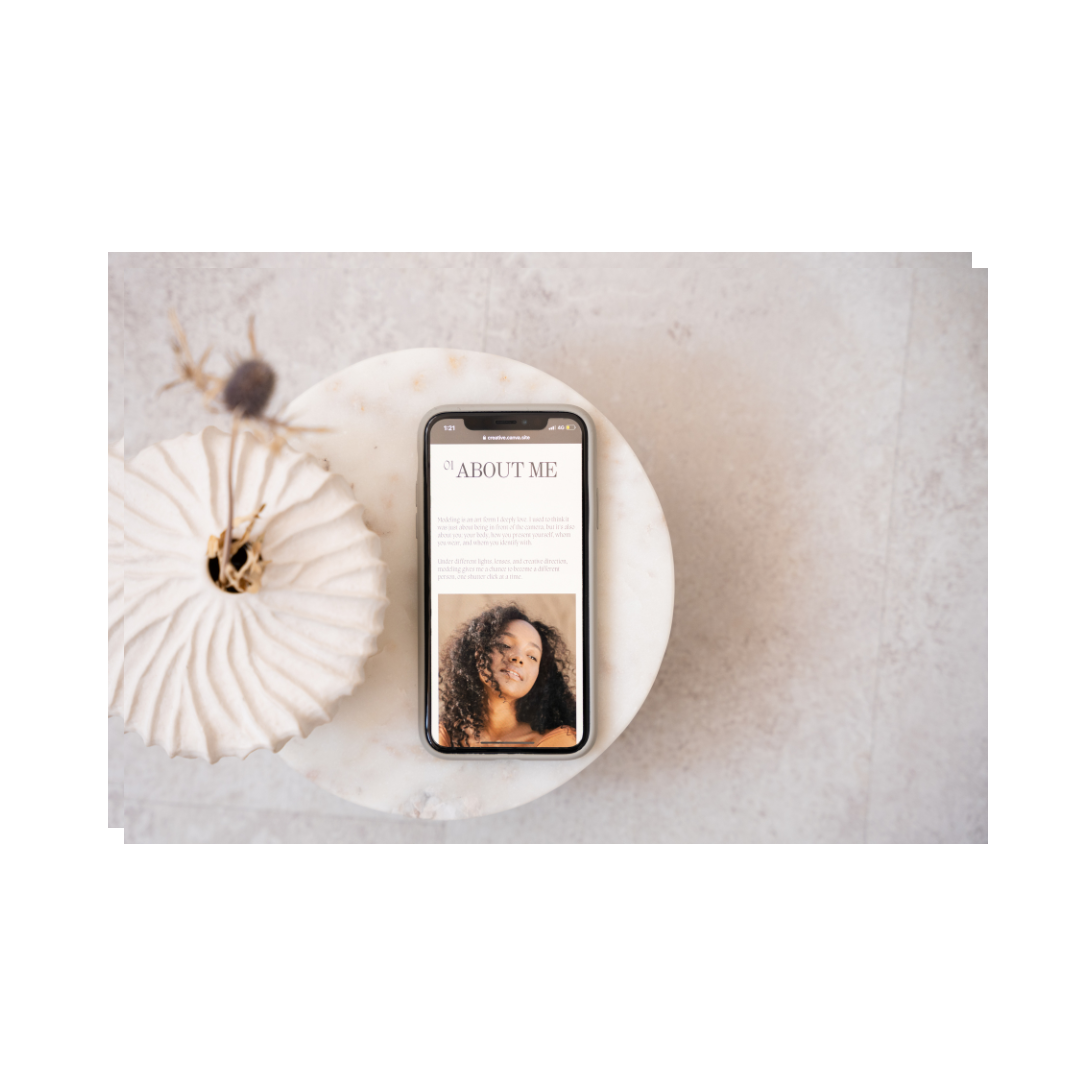 1:21
4G
creative.canva.site
01 ABOUT ME
Modeling is an art form I deeply love. I used to think it
was just about being in front of the camera, but it's also
about you: your body, how you present yourself, where
you wear, and whom you identify with.
Under different lights, lenses, and creative direction,
modeling gives me a chance to become a different
person, one shutter click at a time.